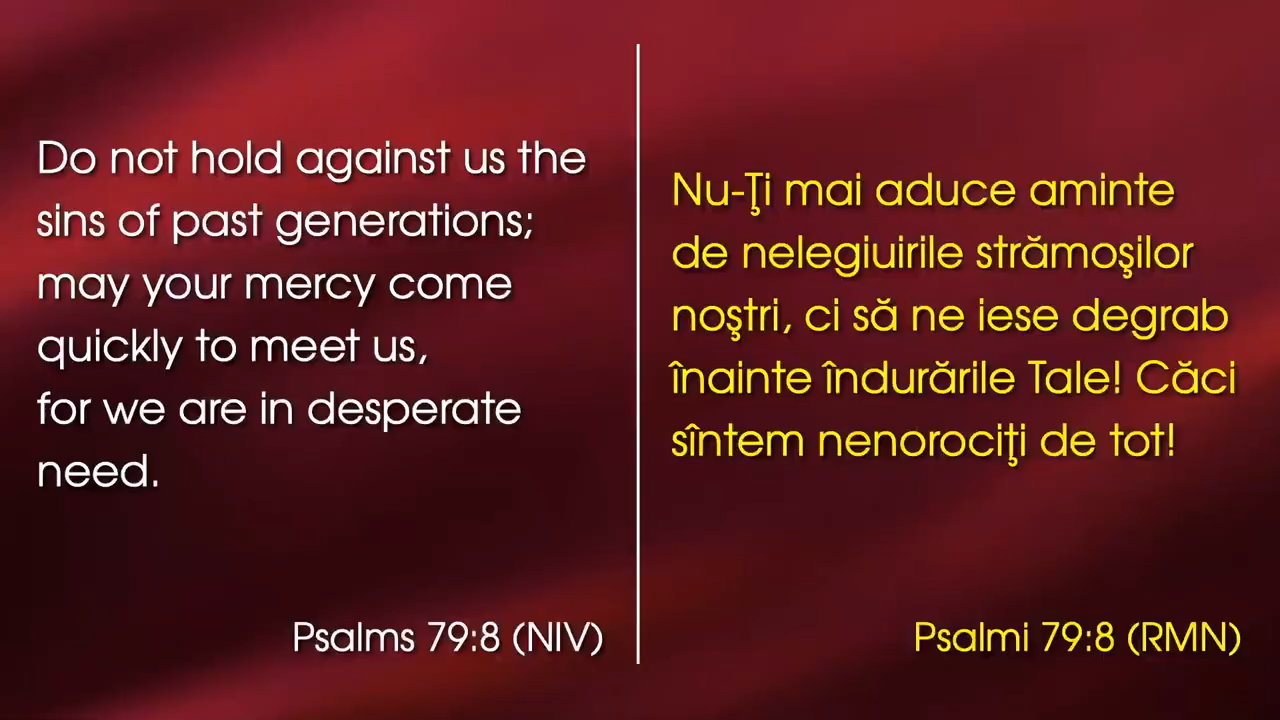 Do not hold against us the
sins of past generations;
may your mercy come
quickly to meet us,
for we are in desperate
need.
Psalms 79:8 (NIV)
Nu-Ţi mai aduce aminte
de nelegiuirile strămoşilor
noştri, ci să ne iese degrab
înainte îndurările Tale! Căci
sîntem nenorociţi de tot!
Psalmi 79:8 (RMN)